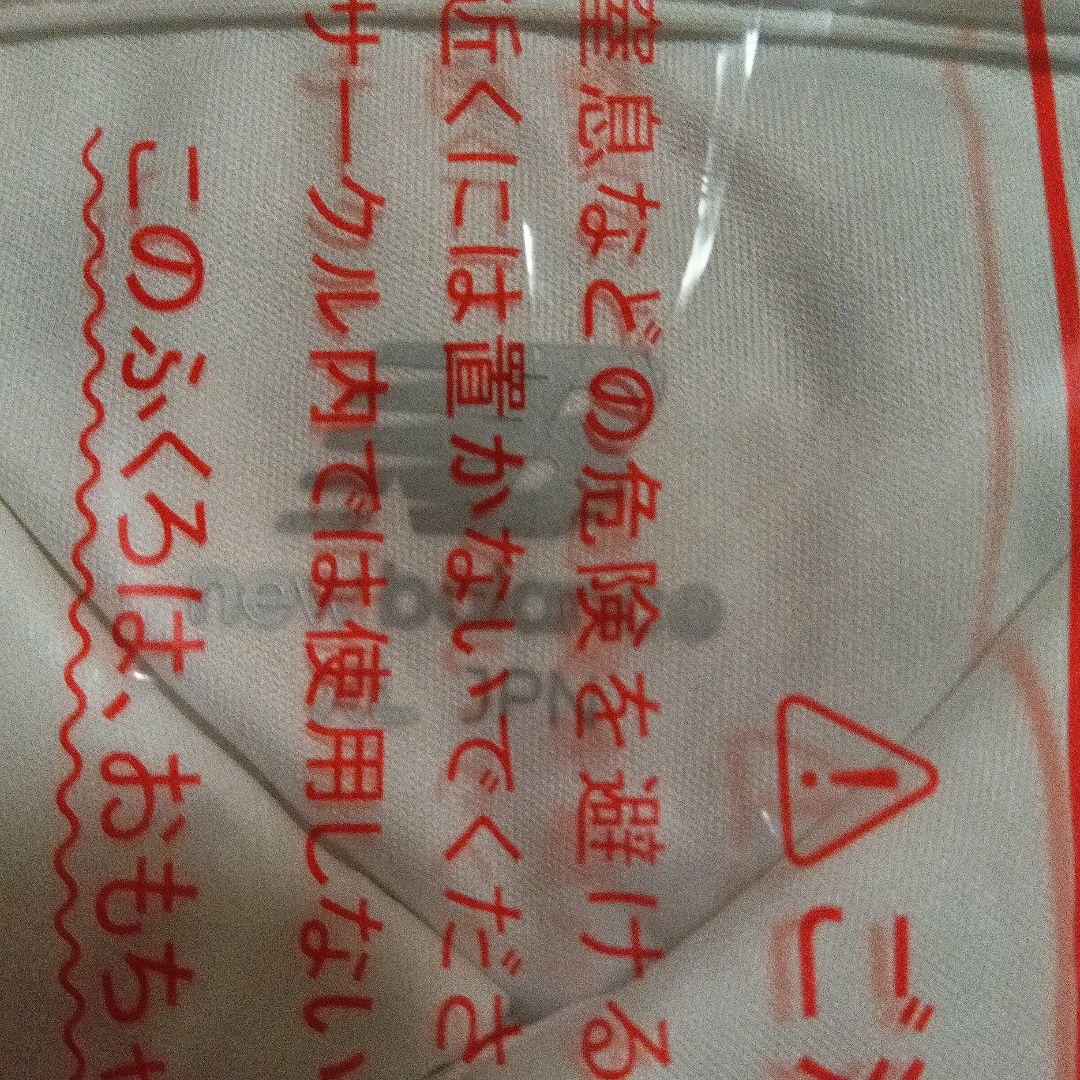 ご
窒息などの危険を避ける
近くには置かないでくださ
サークル内では使用しない
このふくろは、おもち
new balance
JPN